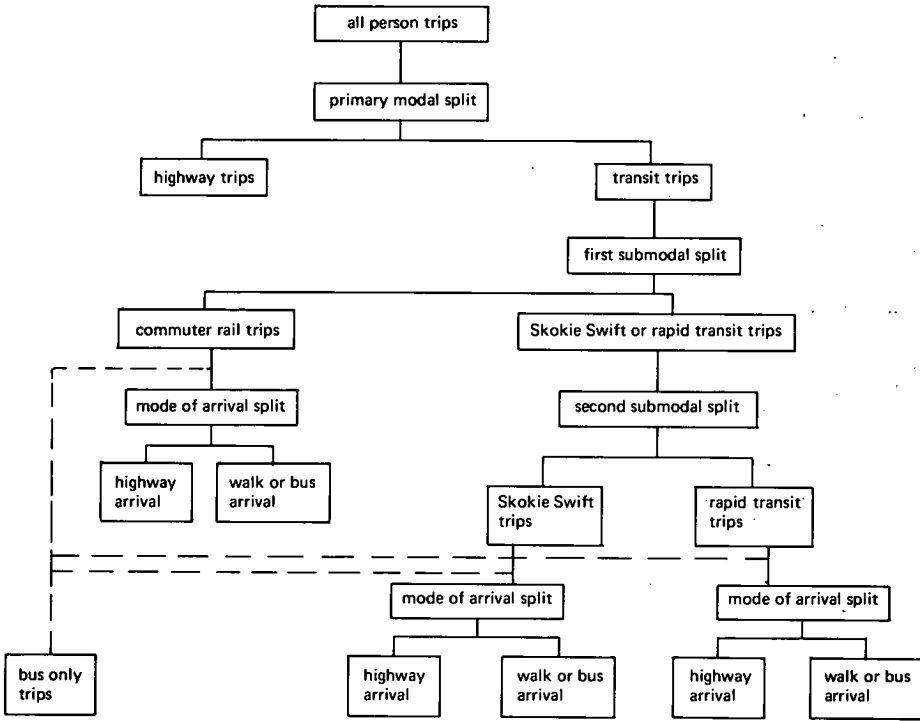 all person trips
primary modal split
highway trips
transit trips
first submodal split
commuter rail trips
Skokie Swift or rapid transit trips
mode of arrival split
second submodal split
highway
arrival
walk or bus
arrival
Skokie Swift
trips
rapid transit
trips
mode of arrival split
mode of arrival split
bus only
trips
highway
arrival
walk or bus
arrival
highway
arrival
walk or bus
arrival